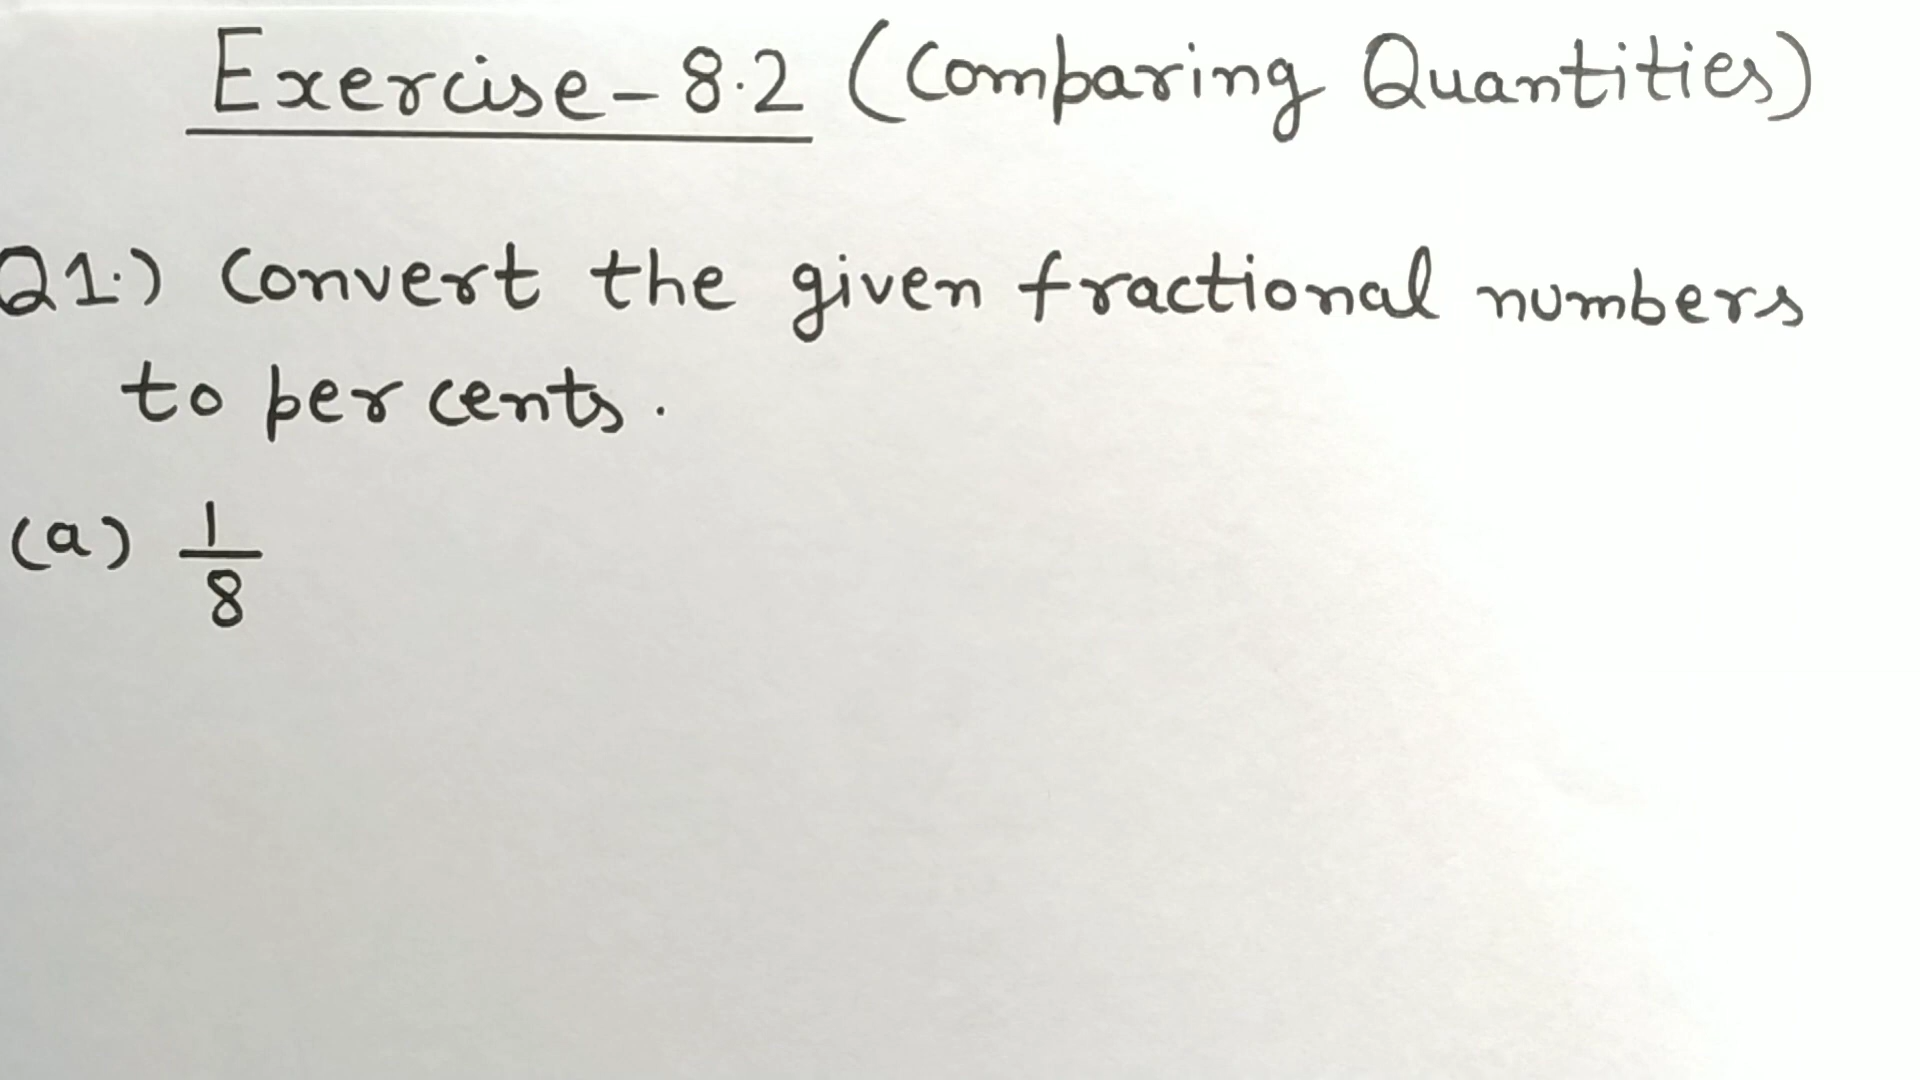 Exercise-8.2 (Comparing Quantities)
Q1.) Convert the given fractional numbers
to per cents.
(a) 1/8